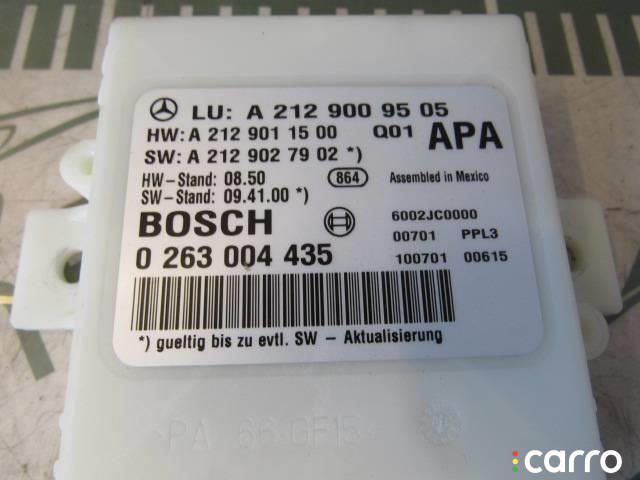 LU: A 212 900 95 05
HW: A 212 901 15 00 Q01 APA
SW: A 212 902 79 02 *)
HW-Stand: 08.50 864 Assembled in Mexico
SW-Stand: 09.41.00 *)
BOSCH 6002JC0000
00701 PPL3
0 263 004 435 100701 00615
*) gueltig bis zu evtl. SW - Aktualisierung
>PA 66-GF15<
carro